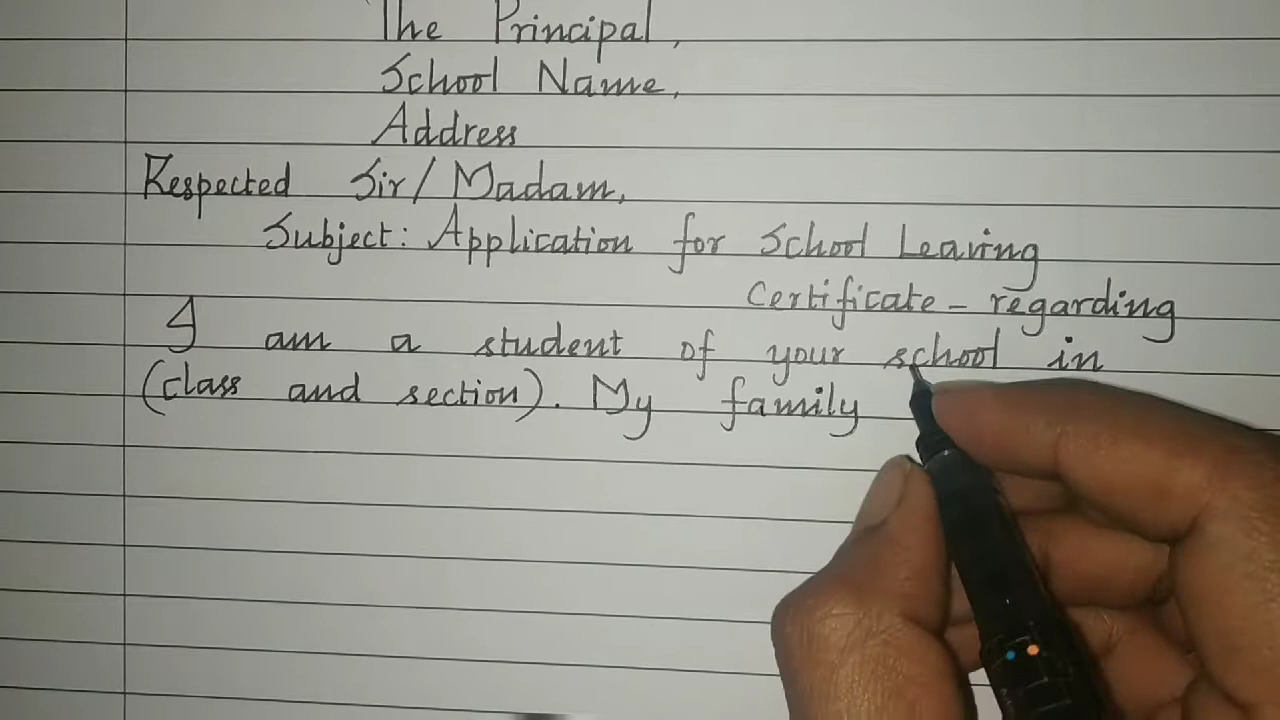 The Principal,
School Name,
Address
Respected Sir/Madam,
Subject: Application for School Leaving
Certificate - regarding
I am a student of your school in
(class and section). My family